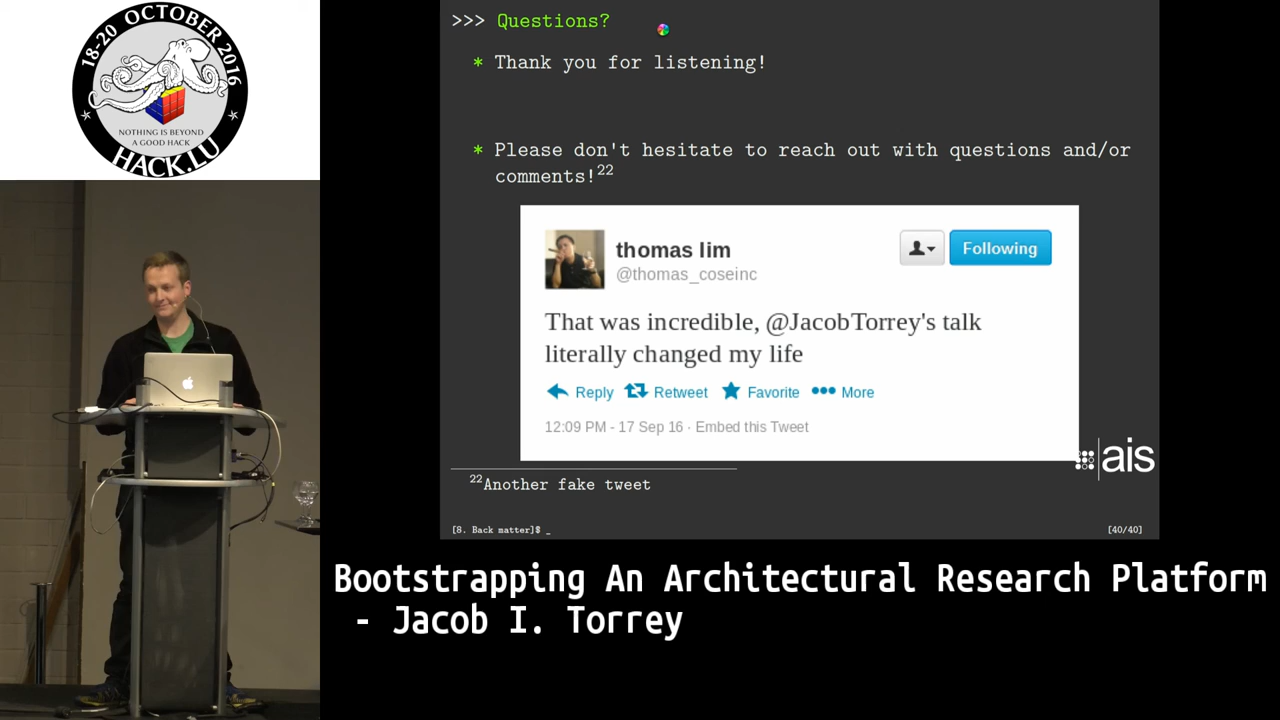 18-20 OCTOBER 2016
NOTHING IS BEYOND
A GOOD HACK
HACK.LU
>>> Questions?
* Thank you for listening!
* Please don't hesitate to reach out with questions and/or
comments!22
thomas lim
@thomas_coseinc
Following
That was incredible, @JacobTorrey's talk
literally changed my life
Reply Retweet Favorite More
12:09 PM - 17 Sep 16 · Embed this Tweet
ais
22Another fake tweet
[8. Back matter]$ _
[40/40]
Bootstrapping An Architectural Research Platform
- Jacob I. Torrey